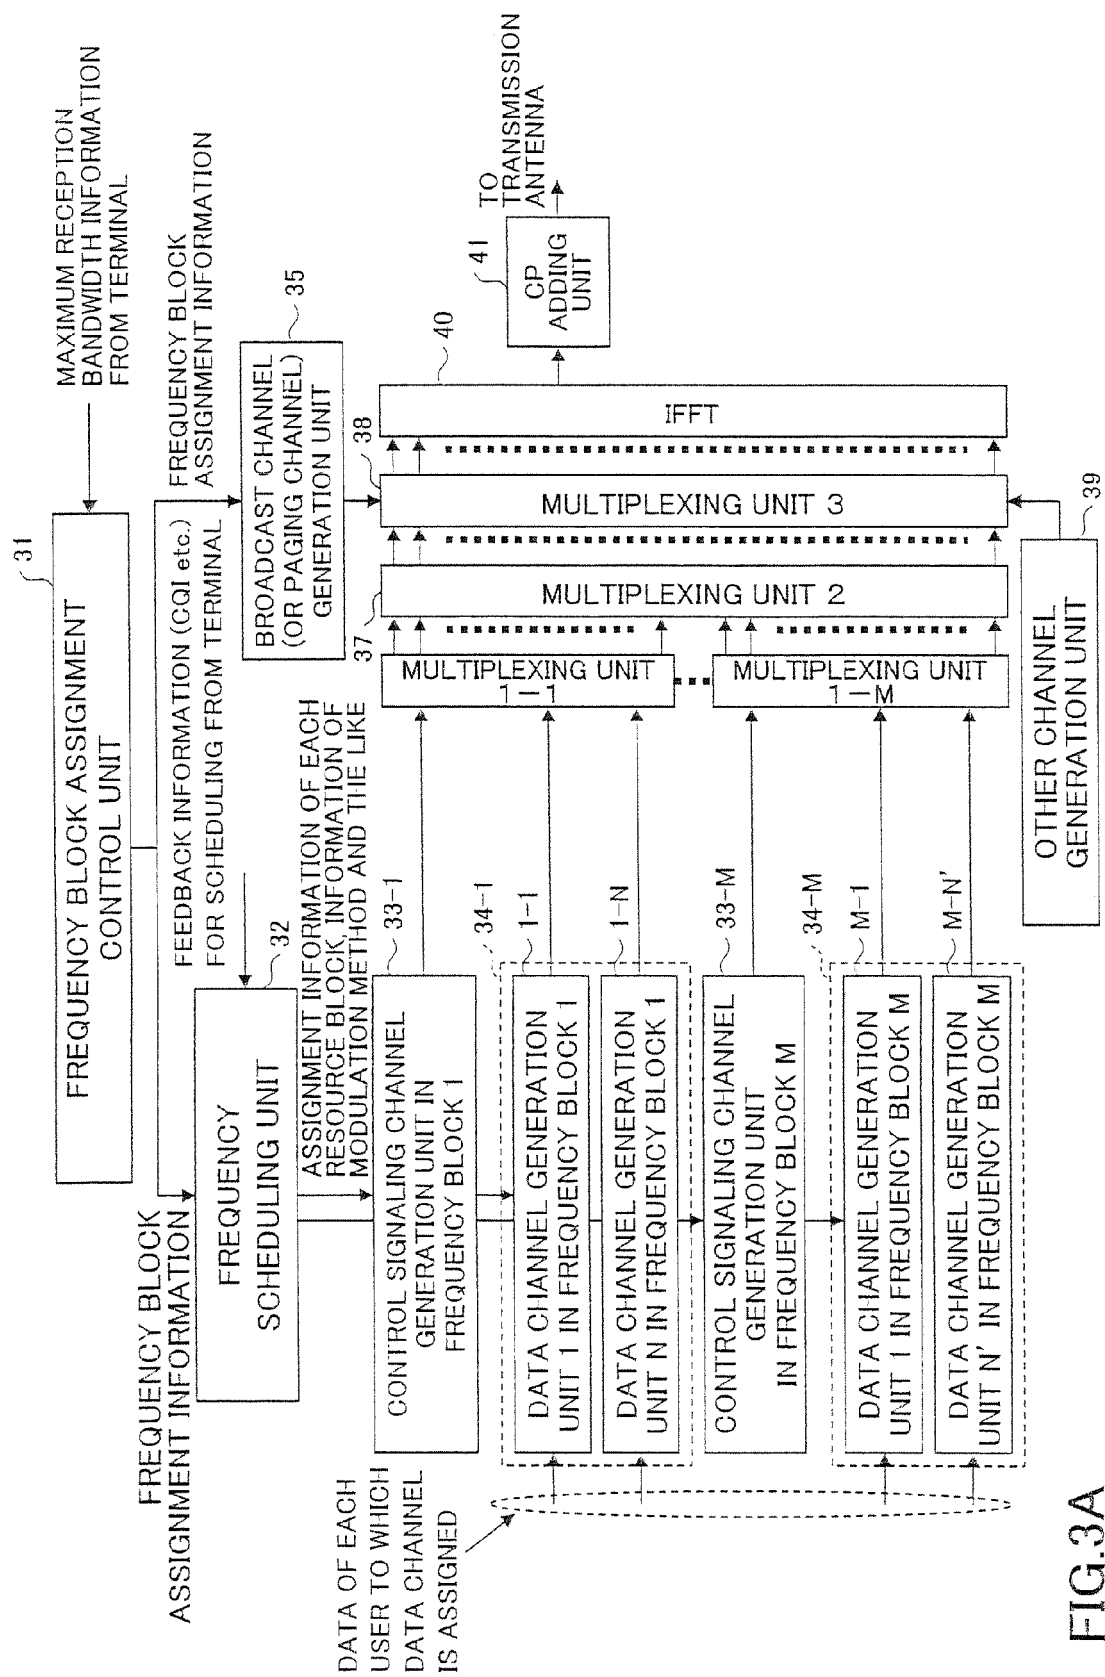 MAXIMUM RECEPTION
BANDWIDTH INFORMATION
FROM TERMINAL
31
FREQUENCY BLOCK ASSIGNMENT
CONTROL UNIT
FREQUENCY BLOCK
ASSIGNMENT INFORMATION
FREQUENCY BLOCK
ASSIGNMENT INFORMATION
FEEDBACK INFORMATION (CQI etc.)
FOR SCHEDULING FROM TERMINAL
32
FREQUENCY
SCHEDULING UNIT
35
BROADCAST CHANNEL
(OR PAGING CHANNEL)
GENERATION UNIT
ASSIGNMENT INFORMATION OF EACH
RESOURCE BLOCK, INFORMATION OF
MODULATION METHOD AND THE LIKE
DATA OF EACH
USER TO WHICH
DATA CHANNEL
IS ASSIGNED
33-1
CONTROL SIGNALING CHANNEL
GENERATION UNIT IN
FREQUENCY BLOCK 1
34-1
1-1
DATA CHANNEL GENERATION
UNIT 1 IN FREQUENCY BLOCK 1
1-N
DATA CHANNEL GENERATION
UNIT N IN FREQUENCY BLOCK 1
33-M
CONTROL SIGNALING CHANNEL
GENERATION UNIT
IN FREQUENCY BLOCK M
34-M
M-1
DATA CHANNEL GENERATION
UNIT 1 IN FREQUENCY BLOCK M
M-N'
DATA CHANNEL GENERATION
UNIT N' IN FREQUENCY BLOCK M
MULTIPLEXING UNIT
1-1
MULTIPLEXING UNIT
1-M
37
MULTIPLEXING UNIT 2
38
MULTIPLEXING UNIT 3
40
IFFT
41
CP
ADDING
UNIT
TO
TRANSMISSION
ANTENNA
39
OTHER CHANNEL
GENERATION UNIT
FIG.3A